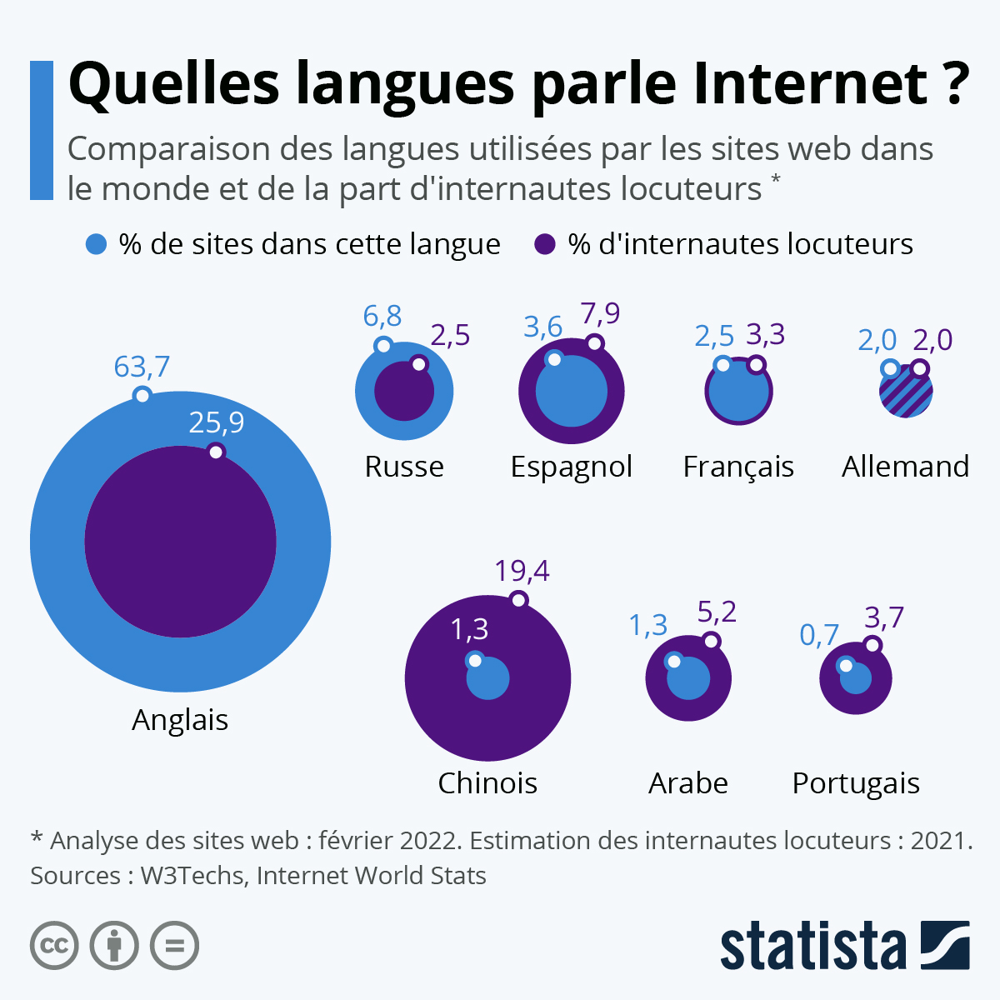 Quelles langues parle Internet ?
Comparaison des langues utilisées par les sites web dans
le monde et de la part d'internautes locuteurs *
% de sites dans cette langue
% d'internautes locuteurs
63,7
25,9
Anglais
6,8
2,5
Russe
3,6
7,9
Espagnol
2,5
3,3
Français
2,0
2,0
Allemand
19,4
1,3
Chinois
1,3
5,2
Arabe
0,7
3,7
Portugais
* Analyse des sites web : février 2022. Estimation des internautes locuteurs : 2021.
Sources : W3Techs, Internet World Stats
cc
statista